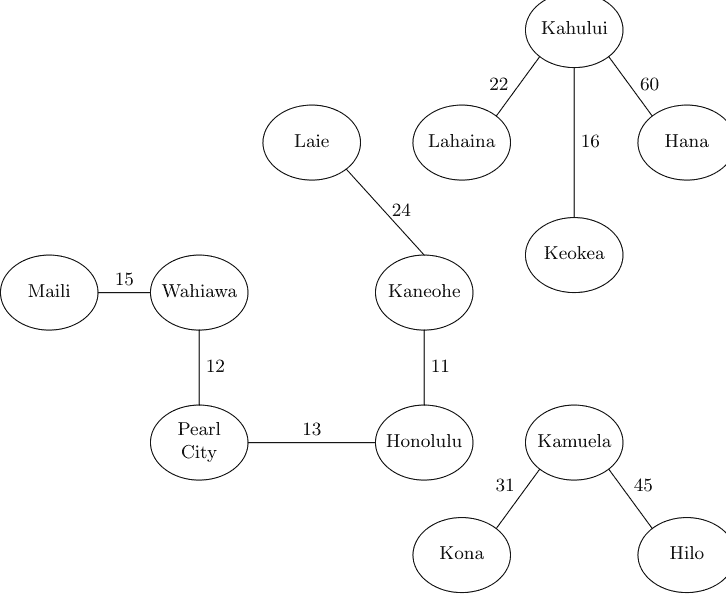 Kahului
22
60
Laie
Lahaina
16
Hana
24
Keokea
Maili
15
Wahiawa
Kaneohe
12
11
Pearl
City
13
Honolulu
Kamuela
31
45
Kona
Hilo